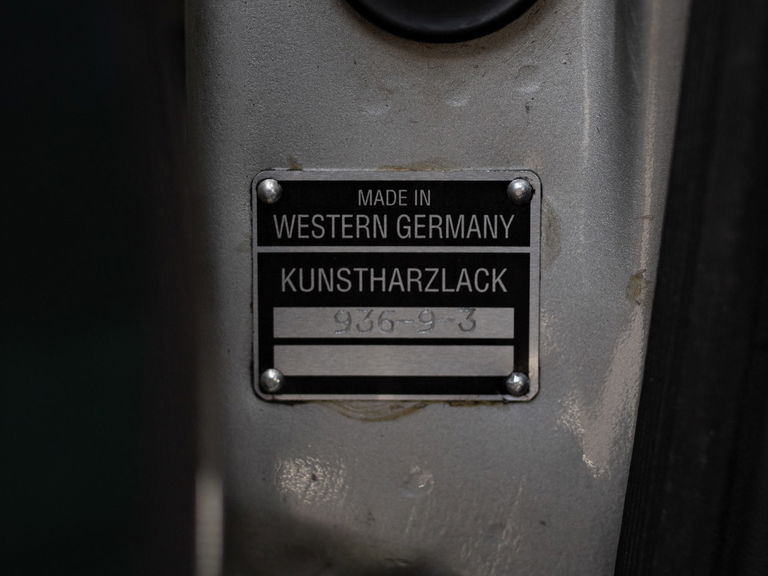 MADE IN
WESTERN GERMANY
KUNSTHARZLACK
936-9-3